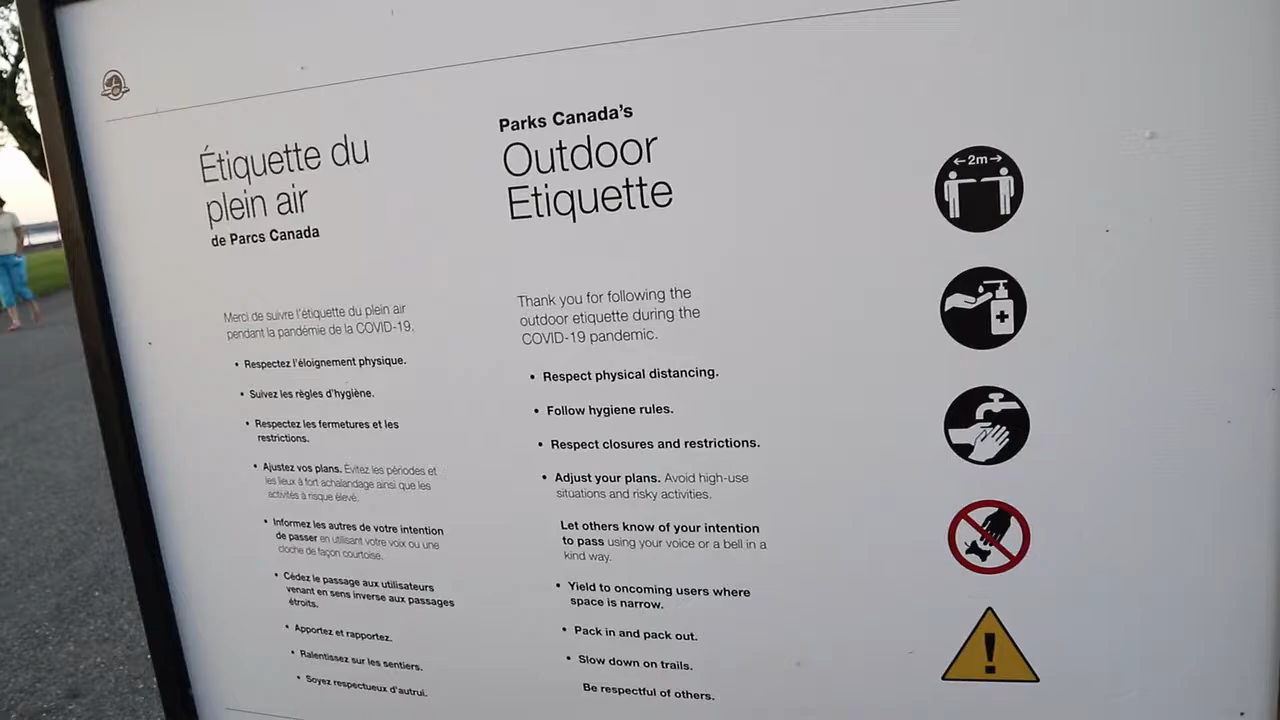 Étiquette du
plein air
de Parcs Canada
Merci de suivre l'étiquette du plein air
pendant la pandémie de la COVID-19.
• Respectez l'éloignement physique.
• Suivez les règles d'hygiène.
• Respectez les fermetures et les
restrictions.
• Ajustez vos plans. Évitez les périodes et
les lieux à fort achalandage ainsi que les
activités à risque élevé.
• Informez les autres de votre intention
de passer en utilisant votre voix ou une
cloche de façon courtoise.
• Cédez le passage aux utilisateurs
venant en sens inverse aux passages
étroits.
• Apportez et rapportez.
• Ralentissez sur les sentiers.
• Soyez respectueux d'autrui.
Parks Canada's
Outdoor
Etiquette
Thank you for following the
outdoor etiquette during the
COVID-19 pandemic.
• Respect physical distancing.
• Follow hygiene rules.
• Respect closures and restrictions.
• Adjust your plans. Avoid high-use
situations and risky activities.
Let others know of your intention
to pass using your voice or a bell in a
kind way.
• Yield to oncoming users where
space is narrow.
• Pack in and pack out.
• Slow down on trails.
Be respectful of others.
←2m→
!